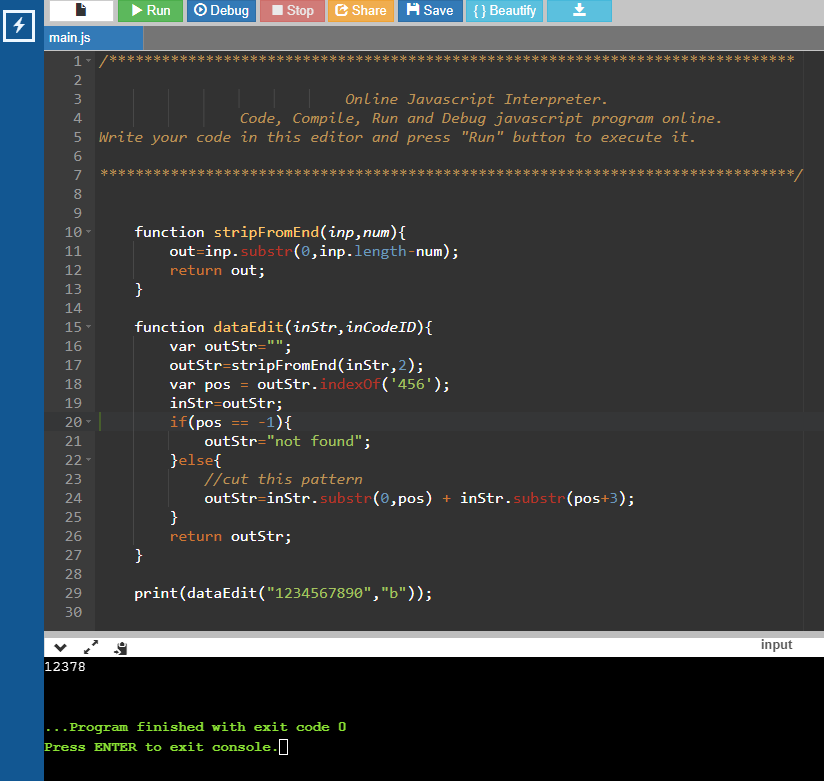 Run Debug Stop Share Save { } Beautify
main.js
1 /******************************************************************************
2
3 Online Javascript Interpreter.
4 Code, Compile, Run and Debug javascript program online.
5 Write your code in this editor and press "Run" button to execute it.
6
7 *******************************************************************************/
8
9
10 function stripFromEnd(inp,num){
11 out=inp.substr(0,inp.length-num);
12 return out;
13 }
14
15 function dataEdit(inStr,inCodeID){
16 var outStr="";
17 outStr=stripFromEnd(inStr,2);
18 var pos = outStr.indexOf('456');
19 inStr=outStr;
20 if(pos == -1){
21 outStr="not found";
22 }else{
23 //cut this pattern
24 outStr=inStr.substr(0,pos) + inStr.substr(pos+3);
25 }
26 return outStr;
27 }
28
29 print(dataEdit("1234567890","b"));
30
input
12378
...Program finished with exit code 0
Press ENTER to exit console.